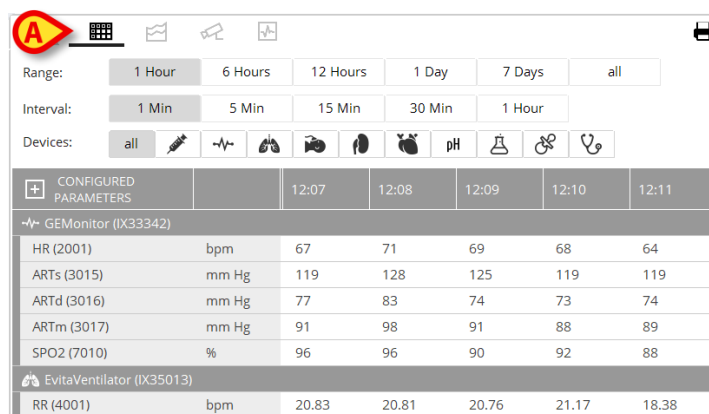 A
Range: 1 Hour 6 Hours 12 Hours 1 Day 7 Days all
Interval: 1 Min 5 Min 15 Min 30 Min 1 Hour
Devices: all pH
CONFIGURED
PARAMETERS 12:07 12:08 12:09 12:10 12:11
GEMonitor (IX33342)
HR (2001) bpm 67 71 69 68 64
ARTs (3015) mm Hg 119 128 125 119 119
ARTd (3016) mm Hg 77 83 74 73 74
ARTm (3017) mm Hg 91 98 91 88 89
SPO2 (7010) % 96 96 90 92 88
EvitaVentilator (IX35013)
RR (4001) bpm 20.83 20.81 20.76 21.17 18.38